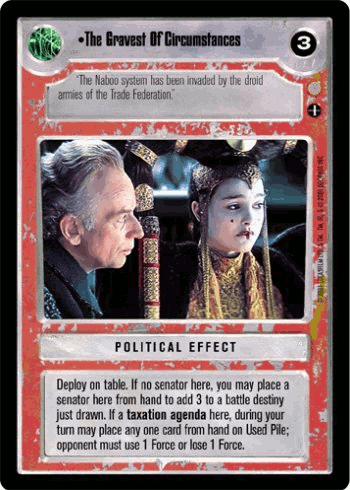 •The Gravest Of Circumstances
3
"The Naboo system has been invaded by the droid
armies of the Trade Federation."
POLITICAL EFFECT
Deploy on table. If no senator here, you may place a
senator here from hand to add 3 to a battle destiny
just drawn. If a taxation agenda here, during your
turn may place any one card from hand on Used Pile;
opponent must use 1 Force or lose 1 Force.